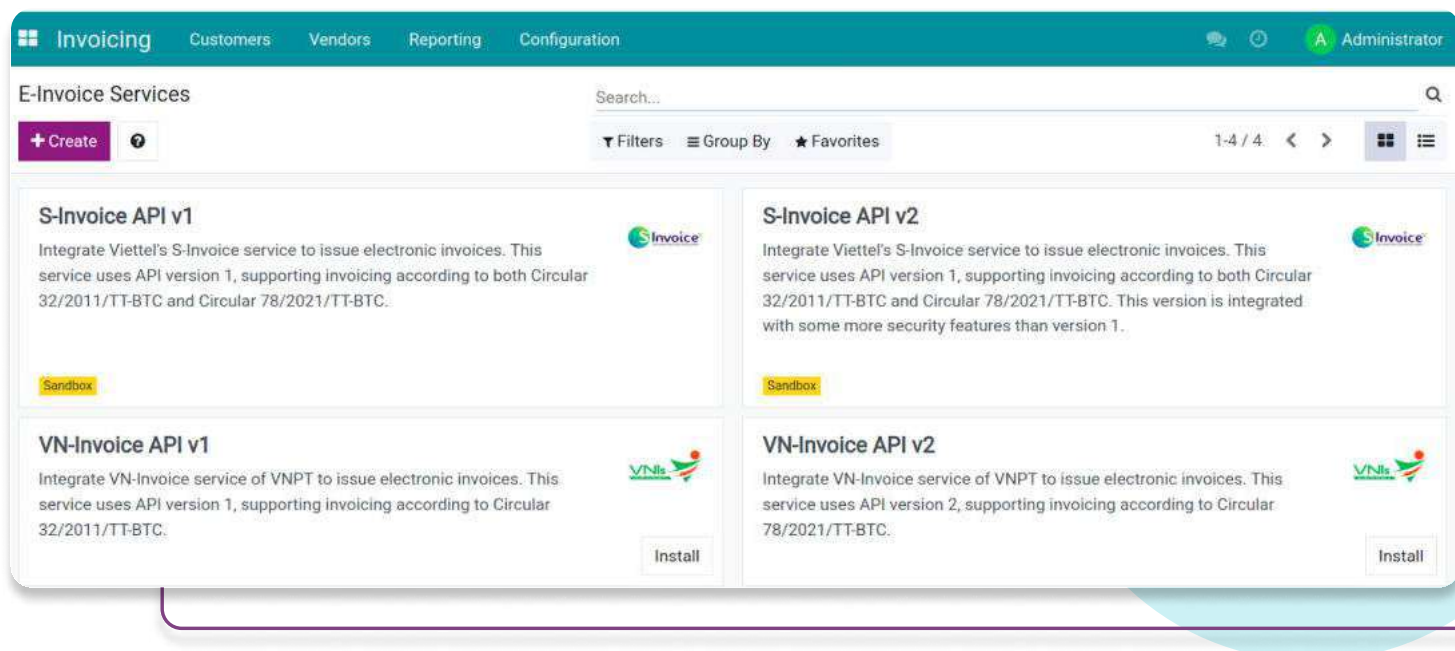 Invoicing Customers Vendors Reporting Configuration A Administrator
E-Invoice Services
Search...
+ Create
Filters Group By Favorites
1-4 / 4
S-Invoice API v1
Integrate Viettel's S-Invoice service to issue electronic invoices. This
service uses API version 1, supporting invoicing according to both Circular
32/2011/TT-BTC and Circular 78/2021/TT-BTC.
SInvoice
Sandbox
S-Invoice API v2
Integrate Viettel's S-Invoice service to issue electronic invoices. This
service uses API version 1, supporting invoicing according to both Circular
32/2011/TT-BTC and Circular 78/2021/TT-BTC. This version is integrated
with some more security features than version 1.
SInvoice
Sandbox
VN-Invoice API v1
Integrate VN-Invoice service of VNPT to issue electronic invoices. This
service uses API version 1, supporting invoicing according to Circular
32/2011/TT-BTC.
VNIs
Install
VN-Invoice API v2
Integrate VN-Invoice service of VNPT to issue electronic invoices. This
service uses API version 2, supporting invoicing according to Circular
78/2021/TT-BTC.
VNIs
Install